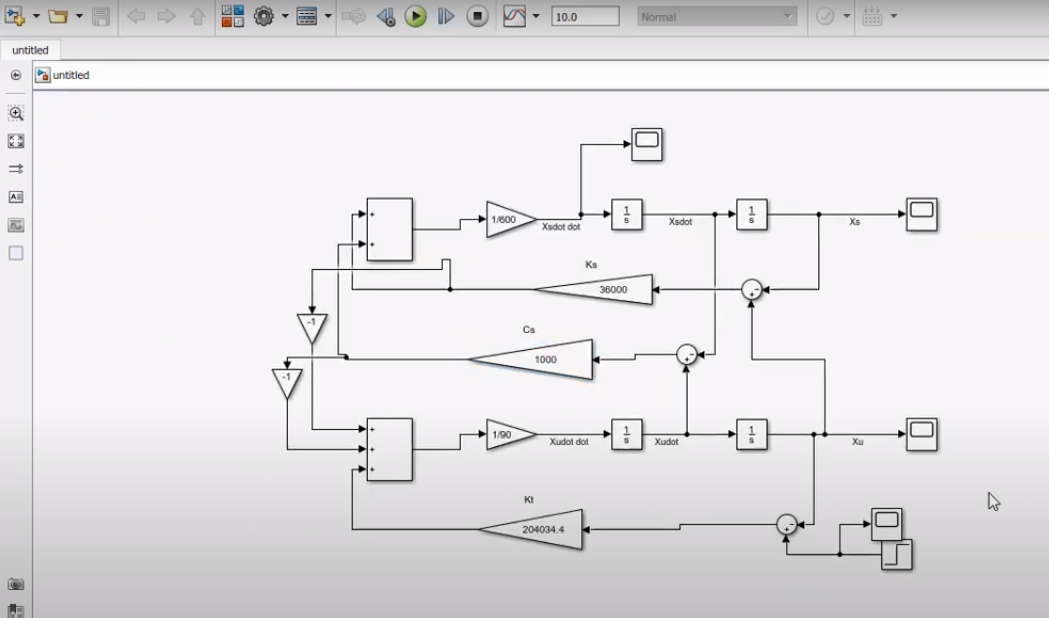 10.0
Normal
untitled
untitled
+
+
1/600
Xsdot dot
1
s
Xsdot
1
s
Xs
Ks
36000
-
+
-1
Cs
1000
-
+
-1
+
+
+
1/90
Xudot dot
1
s
Xudot
1
s
Xu
Kt
204034.4
-
+